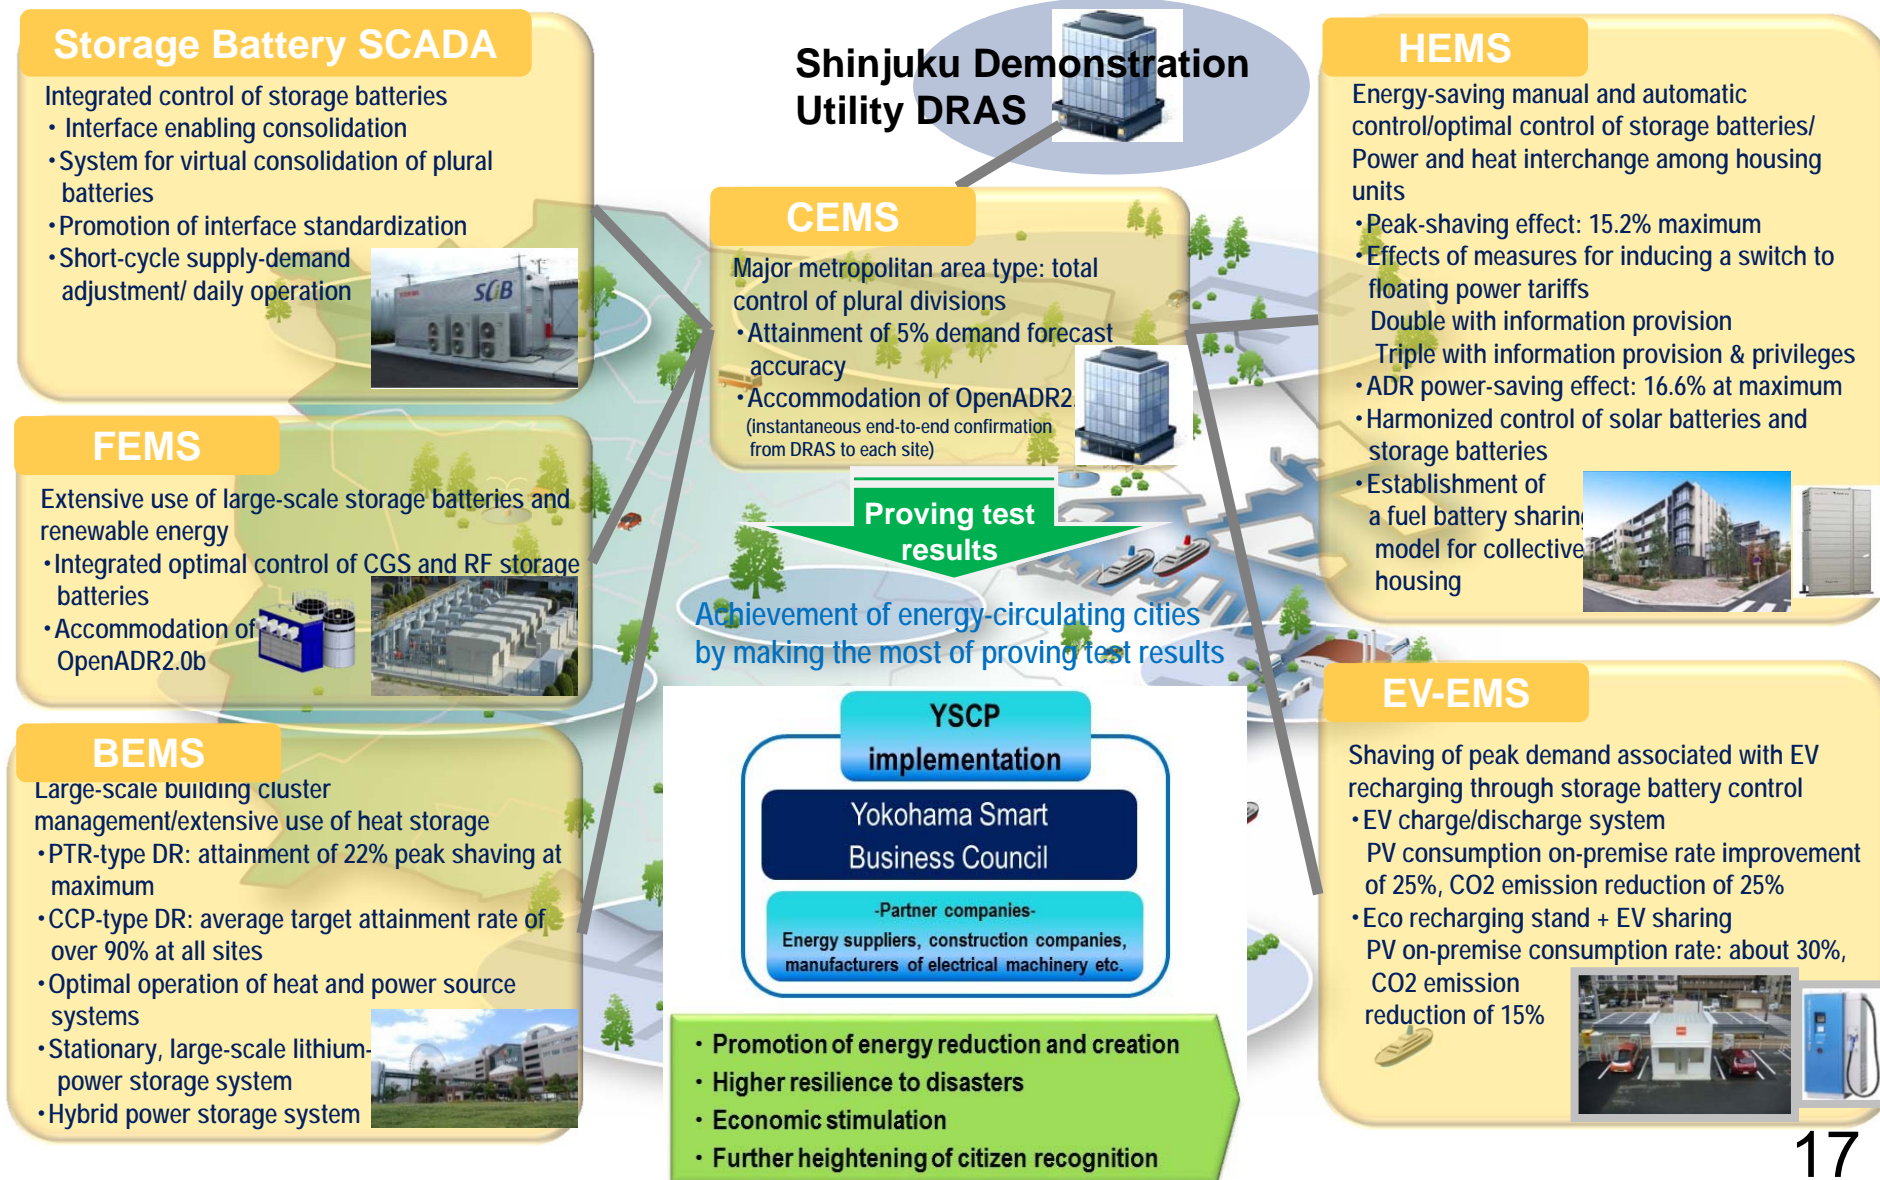 Storage Battery SCADA
Integrated control of storage batteries
・ Interface enabling consolidation
・System for virtual consolidation of plural
batteries
・Promotion of interface standardization
・Short-cycle supply-demand
adjustment/ daily operation
SCiB
FEMS
Extensive use of large-scale storage batteries and
renewable energy
・Integrated optimal control of CGS and RF storage
batteries
・Accommodation of
OpenADR2.0b
BEMS
Large-scale building cluster
management/extensive use of heat storage
・PTR-type DR: attainment of 22% peak shaving at
maximum
・CCP-type DR: average target attainment rate of
over 90% at all sites
・Optimal operation of heat and power source
systems
・Stationary, large-scale lithium-
power storage system
・Hybrid power storage system
Shinjuku Demonstration
Utility DRAS
CEMS
Major metropolitan area type: total
control of plural divisions
・Attainment of 5% demand forecast
accuracy
・Accommodation of OpenADR2.
(instantaneous end-to-end confirmation
from DRAS to each site)
Proving test
results
Achievement of energy-circulating cities
by making the most of proving test results
YSCP
implementation
Yokohama Smart
Business Council
-Partner companies-
Energy suppliers, construction companies,
manufacturers of electrical machinery etc.
・ Promotion of energy reduction and creation
・ Higher resilience to disasters
・ Economic stimulation
・ Further heightening of citizen recognition
HEMS
Energy-saving manual and automatic
control/optimal control of storage batteries/
Power and heat interchange among housing
units
・Peak-shaving effect: 15.2% maximum
・Effects of measures for inducing a switch to
floating power tariffs
Double with information provision
Triple with information provision & privileges
・ADR power-saving effect: 16.6% at maximum
・Harmonized control of solar batteries and
storage batteries
・Establishment of
a fuel battery sharing
model for collective
housing
EV-EMS
Shaving of peak demand associated with EV
recharging through storage battery control
・EV charge/discharge system
PV consumption on-premise rate improvement
of 25%, CO2 emission reduction of 25%
・Eco recharging stand + EV sharing
PV on-premise consumption rate: about 30%,
CO2 emission
reduction of 15%
17